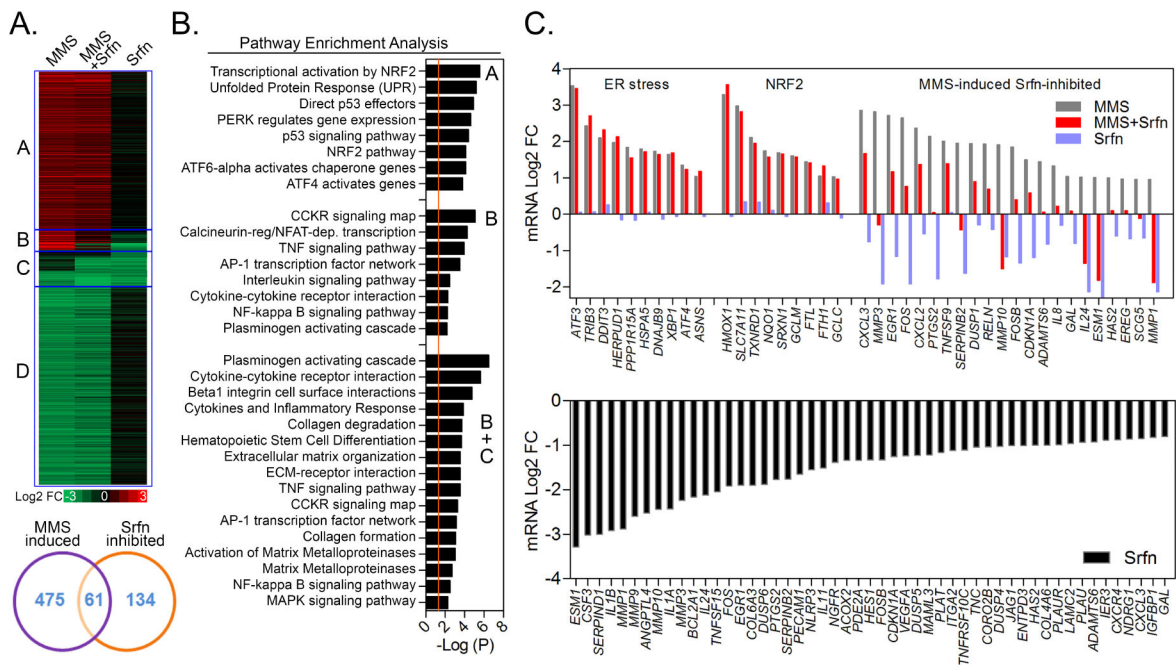 A.
MMS
MMS
+Srfn
Srfn
A
B
C
D
Log2 FC -3 0 3
MMS
induced
Srfn
inhibited
475
61
134
B.
Pathway Enrichment Analysis
Transcriptional activation by NRF2
Unfolded Protein Response (UPR)
Direct p53 effectors
PERK regulates gene expression
p53 signaling pathway
NRF2 pathway
ATF6-alpha activates chaperone genes
ATF4 activates genes
A
CCKR signaling map
Calcineurin-reg/NFAT-dep. transcription
TNF signaling pathway
AP-1 transcription factor network
Interleukin signaling pathway
Cytokine-cytokine receptor interaction
NF-kappa B signaling pathway
Plasminogen activating cascade
B
Plasminogen activating cascade
Cytokine-cytokine receptor interaction
Beta1 integrin cell surface interactions
Cytokines and Inflammatory Response
Collagen degradation
Hematopoietic Stem Cell Differentiation
Extracellular matrix organization
ECM-receptor interaction
TNF signaling pathway
CCKR signaling map
AP-1 transcription factor network
Collagen formation
Activation of Matrix Metalloproteinases
Matrix Metalloproteinases
NF-kappa B signaling pathway
MAPK signaling pathway
B
+
C
0 2 4 6 8
-Log (P)
C.
mRNA Log2 FC
4
3
2
1
0
-1
-2
ER stress
NRF2
MMS-induced Srfn-inhibited
MMS
MMS+Srfn
Srfn
ATF3
TRIB3
DDIT3
HERPUD1
PPP1R15A
HSPA5
DNAJB9
XBP1
ATF4
ASNS
HMOX1
SLC7A11
TXNRD1
NQO1
SRXN1
GCLM
FTL
FTH1
GCLC
CXCL3
MMP3
EGR1
FOS
CXCL2
PTGS2
TNFSF9
SERPINB2
DUSP1
RELN
MMP10
FOSB
CDKN1A
ADAMTS6
IL8
GAL
IL24
ESM1
HAS2
EREG
SCG5
MMP1
mRNA Log2 FC
0
-1
-2
-3
-4
Srfn
ESM1
CSF3
SERPIND1
IL1B
MMP1
MMP9
ANGPTL4
MMP10
IL1A
MMP3
BCL2A1
IL24
TNFSF15
FOS
EGR1
COL6A3
DUSP6
PTGS2
SERPINB2
PECAM1
NLRP3
IL11
NGFR
ACOX2
PDE2A
HES1
FOSB
CDKN1A
VEGFA
DUSP5
MAML3
PLAT
ITGA2
TNFRSF10C
TNC
CORO2B
DUSP4
JAG1
ENTPD3
HAS2
COL4A6
PLAUR
LAMC2
PLAU
ADAMTS6
IER3
CXCR4
NDRG1
CXCL3
IGFBP7
GAL